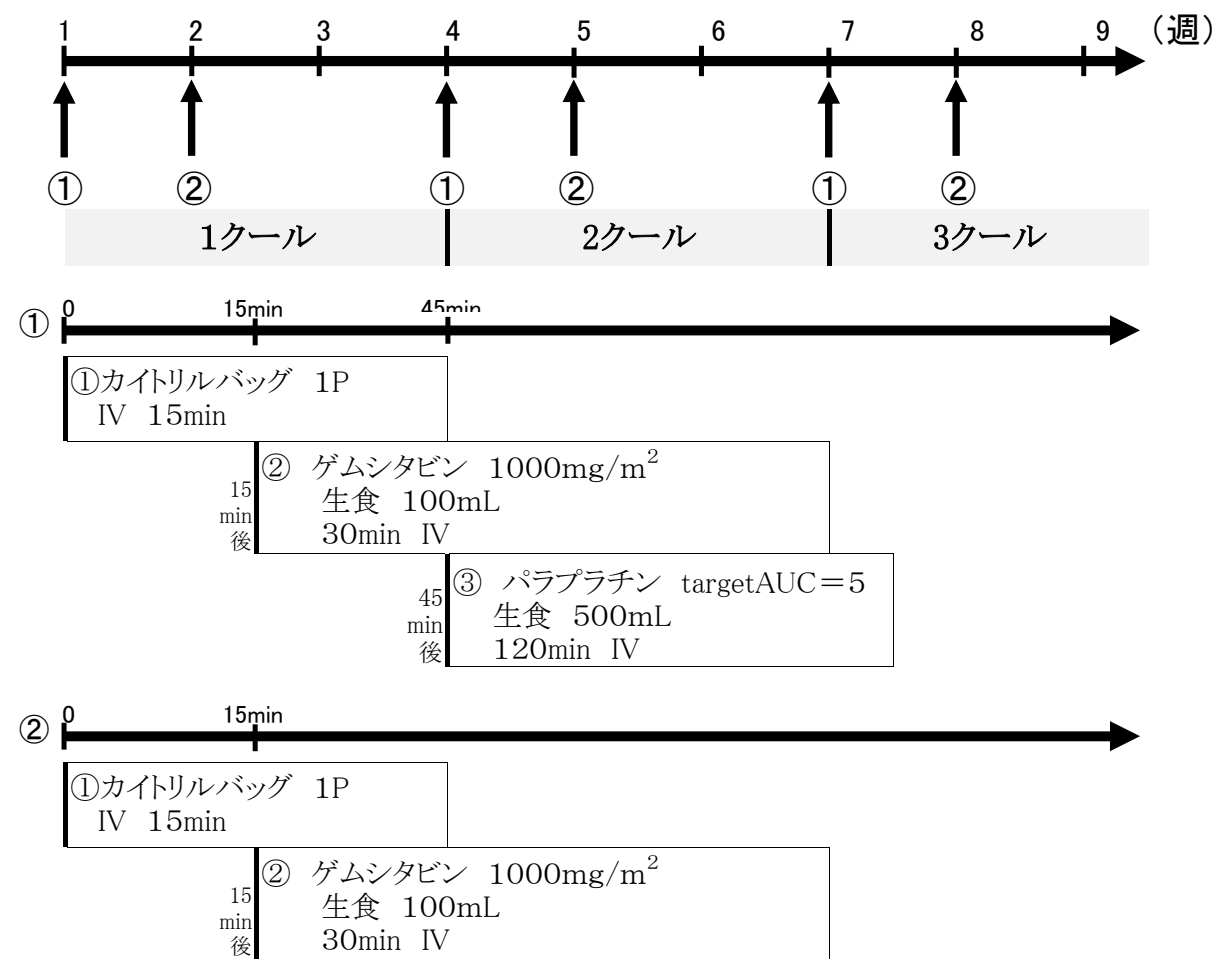 1 2 3 4 5 6 7 8 9 （週）
① ② ① ② ① ②
1クール 2クール 3クール
① 0 15min 45min
①カイトリルバッグ 1P
IV 15min
15
min
後
② ゲムシタビン 1000mg/m²
生食 100mL
30min IV
45
min
後
③ パラプラチン targetAUC＝5
生食 500mL
120min IV
② 0 15min
①カイトリルバッグ 1P
IV 15min
15
min
後
② ゲムシタビン 1000mg/m²
生食 100mL
30min IV